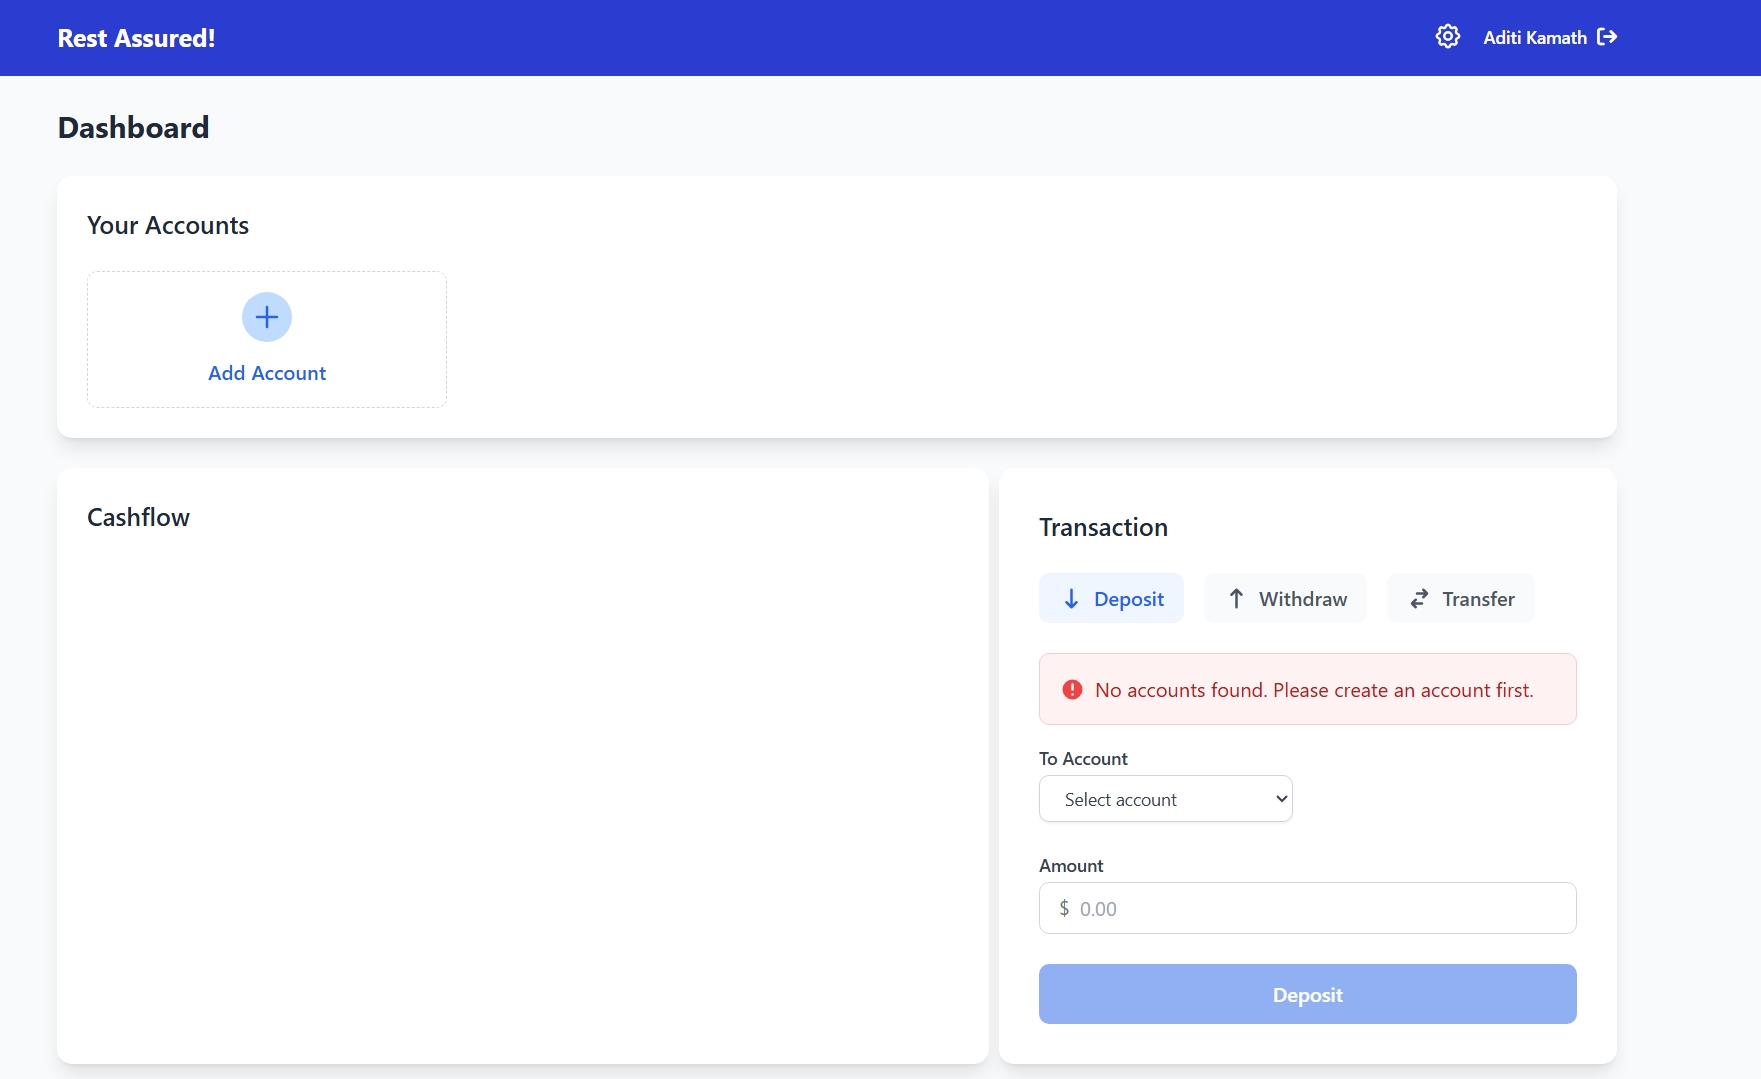 Rest Assured!
Aditi Kamath
Dashboard
Your Accounts
Add Account
Cashflow
Transaction
Deposit
Withdraw
Transfer
No accounts found. Please create an account first.
To Account
Select account
Amount
$ 0.00
Deposit